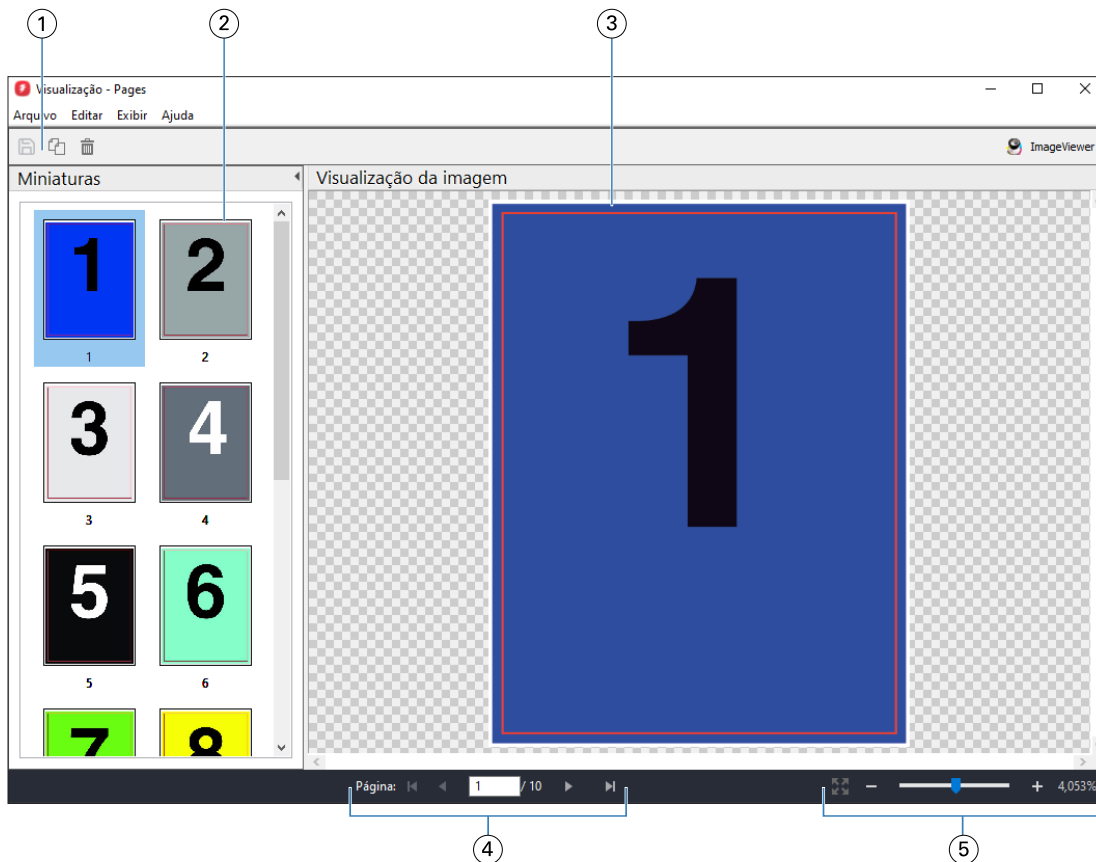 1 2 3
Visualização - Pages
Arquivo Editar Exibir Ajuda
ImageViewer
Miniaturas
Visualização da imagem
1 2
1 2
3 4
3 4
5 6
5 6
7 8
1
Página: 1 / 10
4,053%
4 5